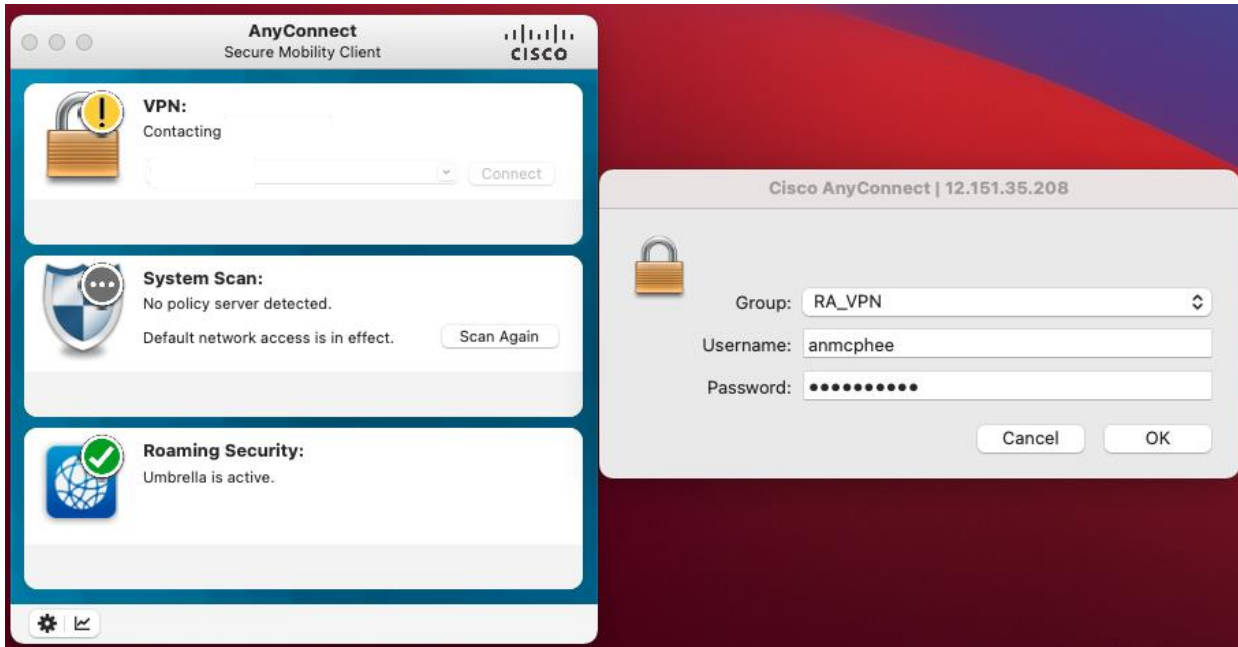 AnyConnect
Secure Mobility Client
CISCO
VPN:
Contacting
Connect
System Scan:
No policy server detected.
Default network access is in effect.
Scan Again
Roaming Security:
Umbrella is active.
Cisco AnyConnect | 12.151.35.208
Group: RA_VPN
Username: anmcphee
Password: ●●●●●●●●●●
Cancel OK